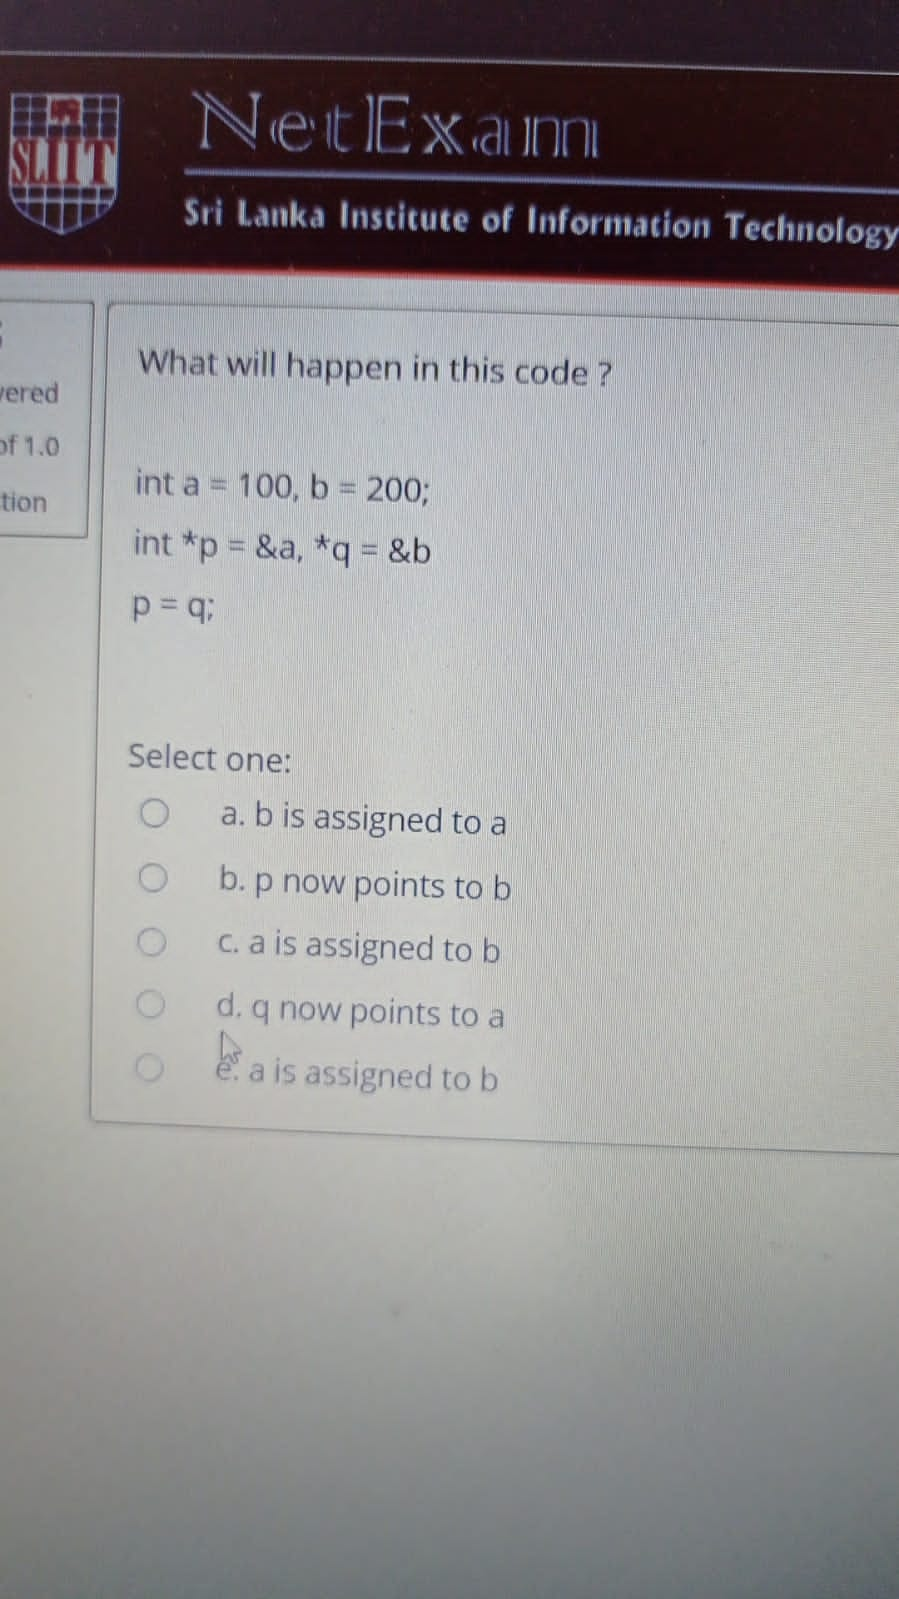 SLIIT
NetExam
Sri Lanka Institute of Information Technology
vered
of 1.0
tion
What will happen in this code ?
int a = 100, b = 200;
int *p = &a, *q = &b
p = q;
Select one:
a. b is assigned to a
b. p now points to b
c. a is assigned to b
d. q now points to a
e. a is assigned to b